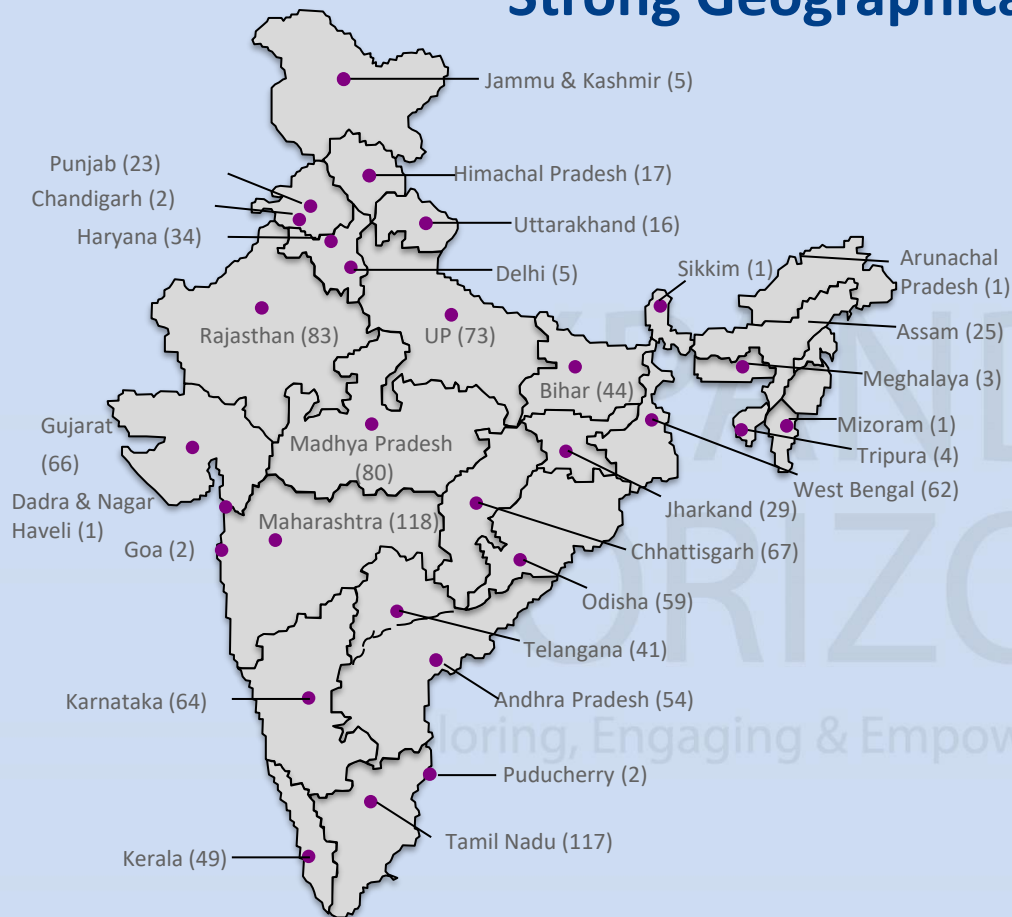 Strong Geographica
Jammu & Kashmir (5)
Punjab (23)
Himachal Pradesh (17)
Chandigarh (2)
Uttarakhand (16)
Haryana (34)
Delhi (5)
Sikkim (1)
Arunachal
Pradesh (1)
Rajasthan (83)
UP (73)
Assam (25)
Bihar (44)
Meghalaya (3)
Gujarat
(66)
Madhya Pradesh
(80)
Mizoram (1)
Tripura (4)
West Bengal (62)
Dadra & Nagar
Haveli (1)
Maharashtra (118)
Jharkand (29)
Goa (2)
Chhattisgarh (67)
Odisha (59)
Telangana (41)
Karnataka (64)
Andhra Pradesh (54)
Puducherry (2)
Tamil Nadu (117)
Kerala (49)
PAND
ORIZO
loring, Engaging & Empow